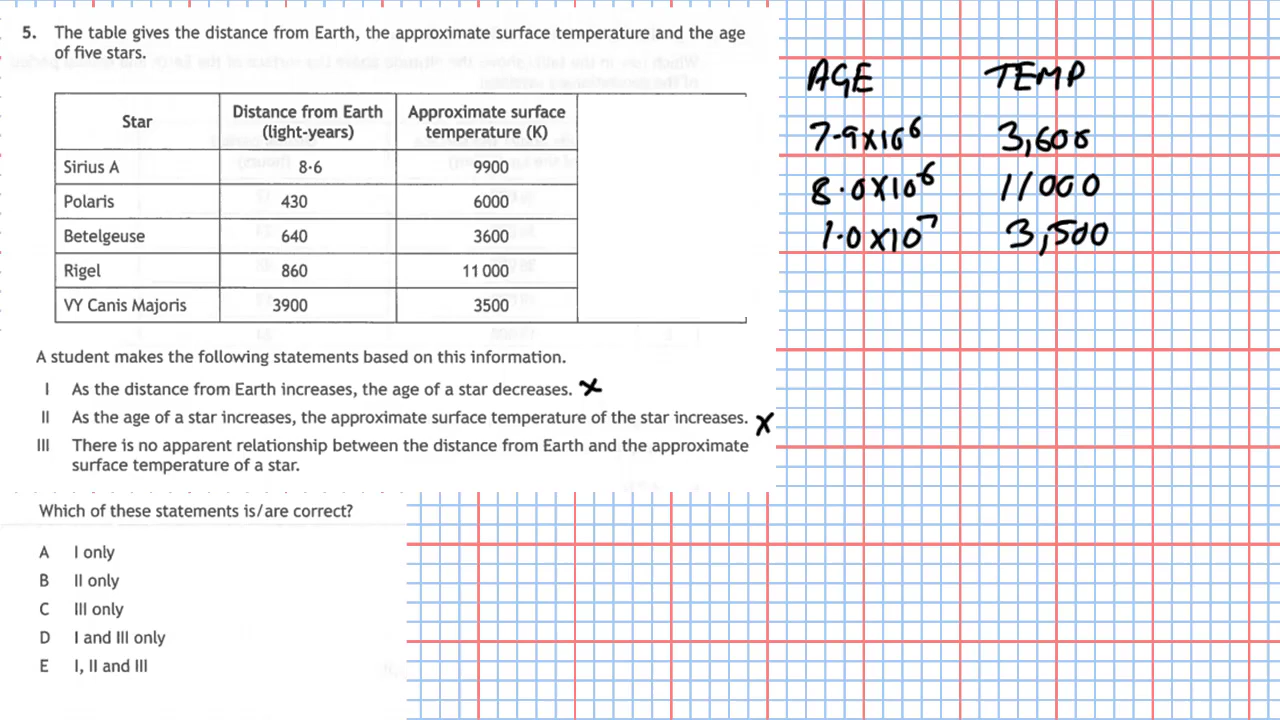 5. The table gives the distance from Earth, the approximate surface temperature and the age
of five stars.
Star Distance from Earth (light-years) Approximate surface temperature (K)
Sirius A 8·6 9900
Polaris 430 6000
Betelgeuse 640 3600
Rigel 860 11 000
VY Canis Majoris 3900 3500
A student makes the following statements based on this information.
I As the distance from Earth increases, the age of a star decreases. ×
II As the age of a star increases, the approximate surface temperature of the star increases. ×
III There is no apparent relationship between the distance from Earth and the approximate
surface temperature of a star.
Which of these statements is/are correct?
A I only
B II only
C III only
D I and III only
E I, II and III
AGE TEMP
7·9×10⁶ 3,600
8·0×10⁶ 11000
1·0×10⁷ 3,500